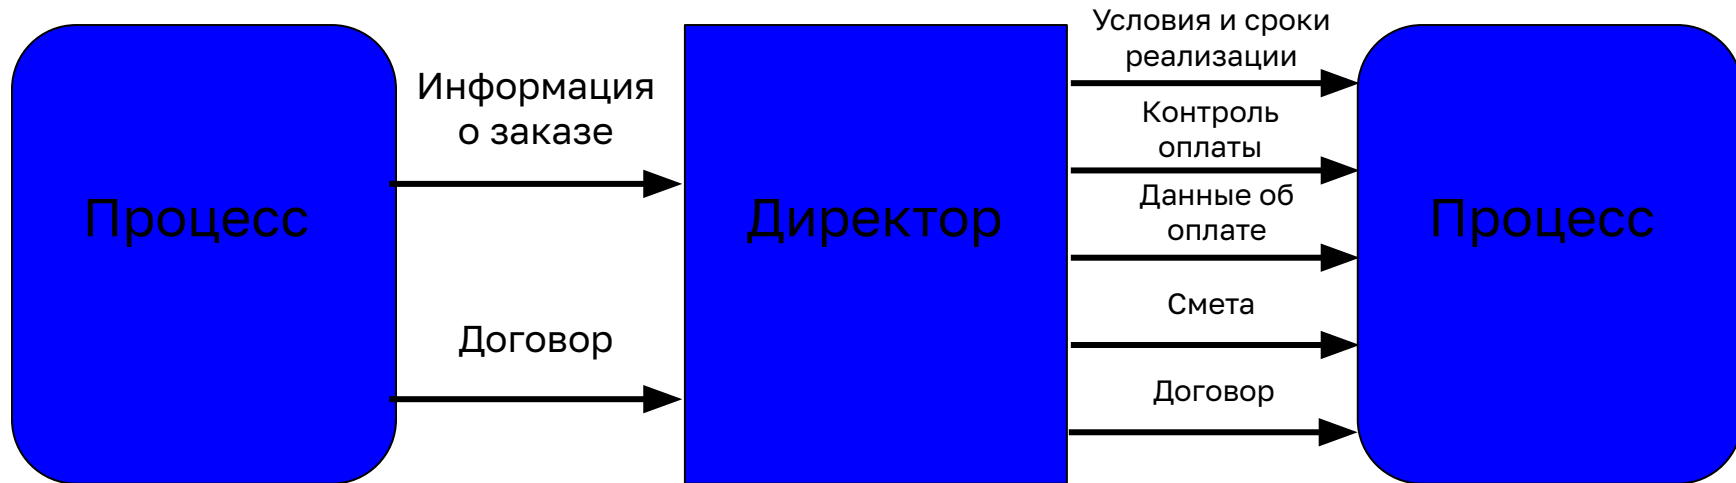 Процесс
Информация
о заказе
Договор
Директор
Условия и сроки
реализации
Контроль
оплаты
Данные об
оплате
Смета
Договор
Процесс